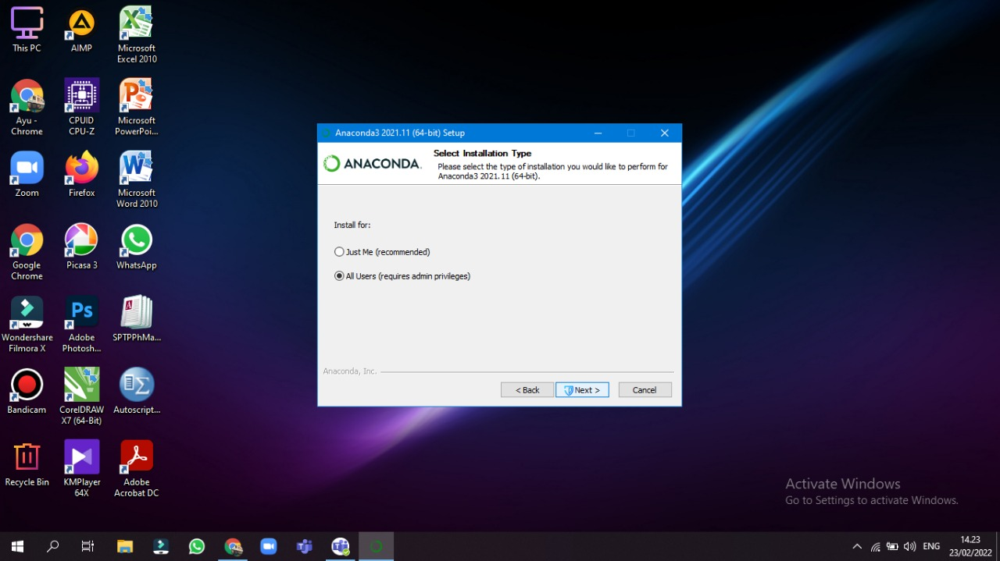 This PC
AIMP
Microsoft
Excel 2010
Ayu -
Chrome
CPUID
CPU-Z
Microsoft
PowerPoi...
Zoom
Firefox
Microsoft
Word 2010
Google
Chrome
Picasa 3
WhatsApp
Wondershare
Filmora X
Ps
Adobe
Photosh...
SPTPPhMa...
Bandicam
CorelDRAW
X7 (64-Bit)
Autoscript...
Recycle Bin
KMPlayer
64X
Adobe
Acrobat DC
Anaconda3 2021.11 (64-bit) Setup
ANACONDA.
Select Installation Type
Please select the type of installation you would like to perform for
Anaconda3 2021.11 (64-bit).
Install for:
Just Me (recommended)
All Users (requires admin privileges)
Anaconda, Inc.
< Back
Next >
Cancel
Activate Windows
Go to Settings to activate Windows.
ENG
14.23
23/02/2022